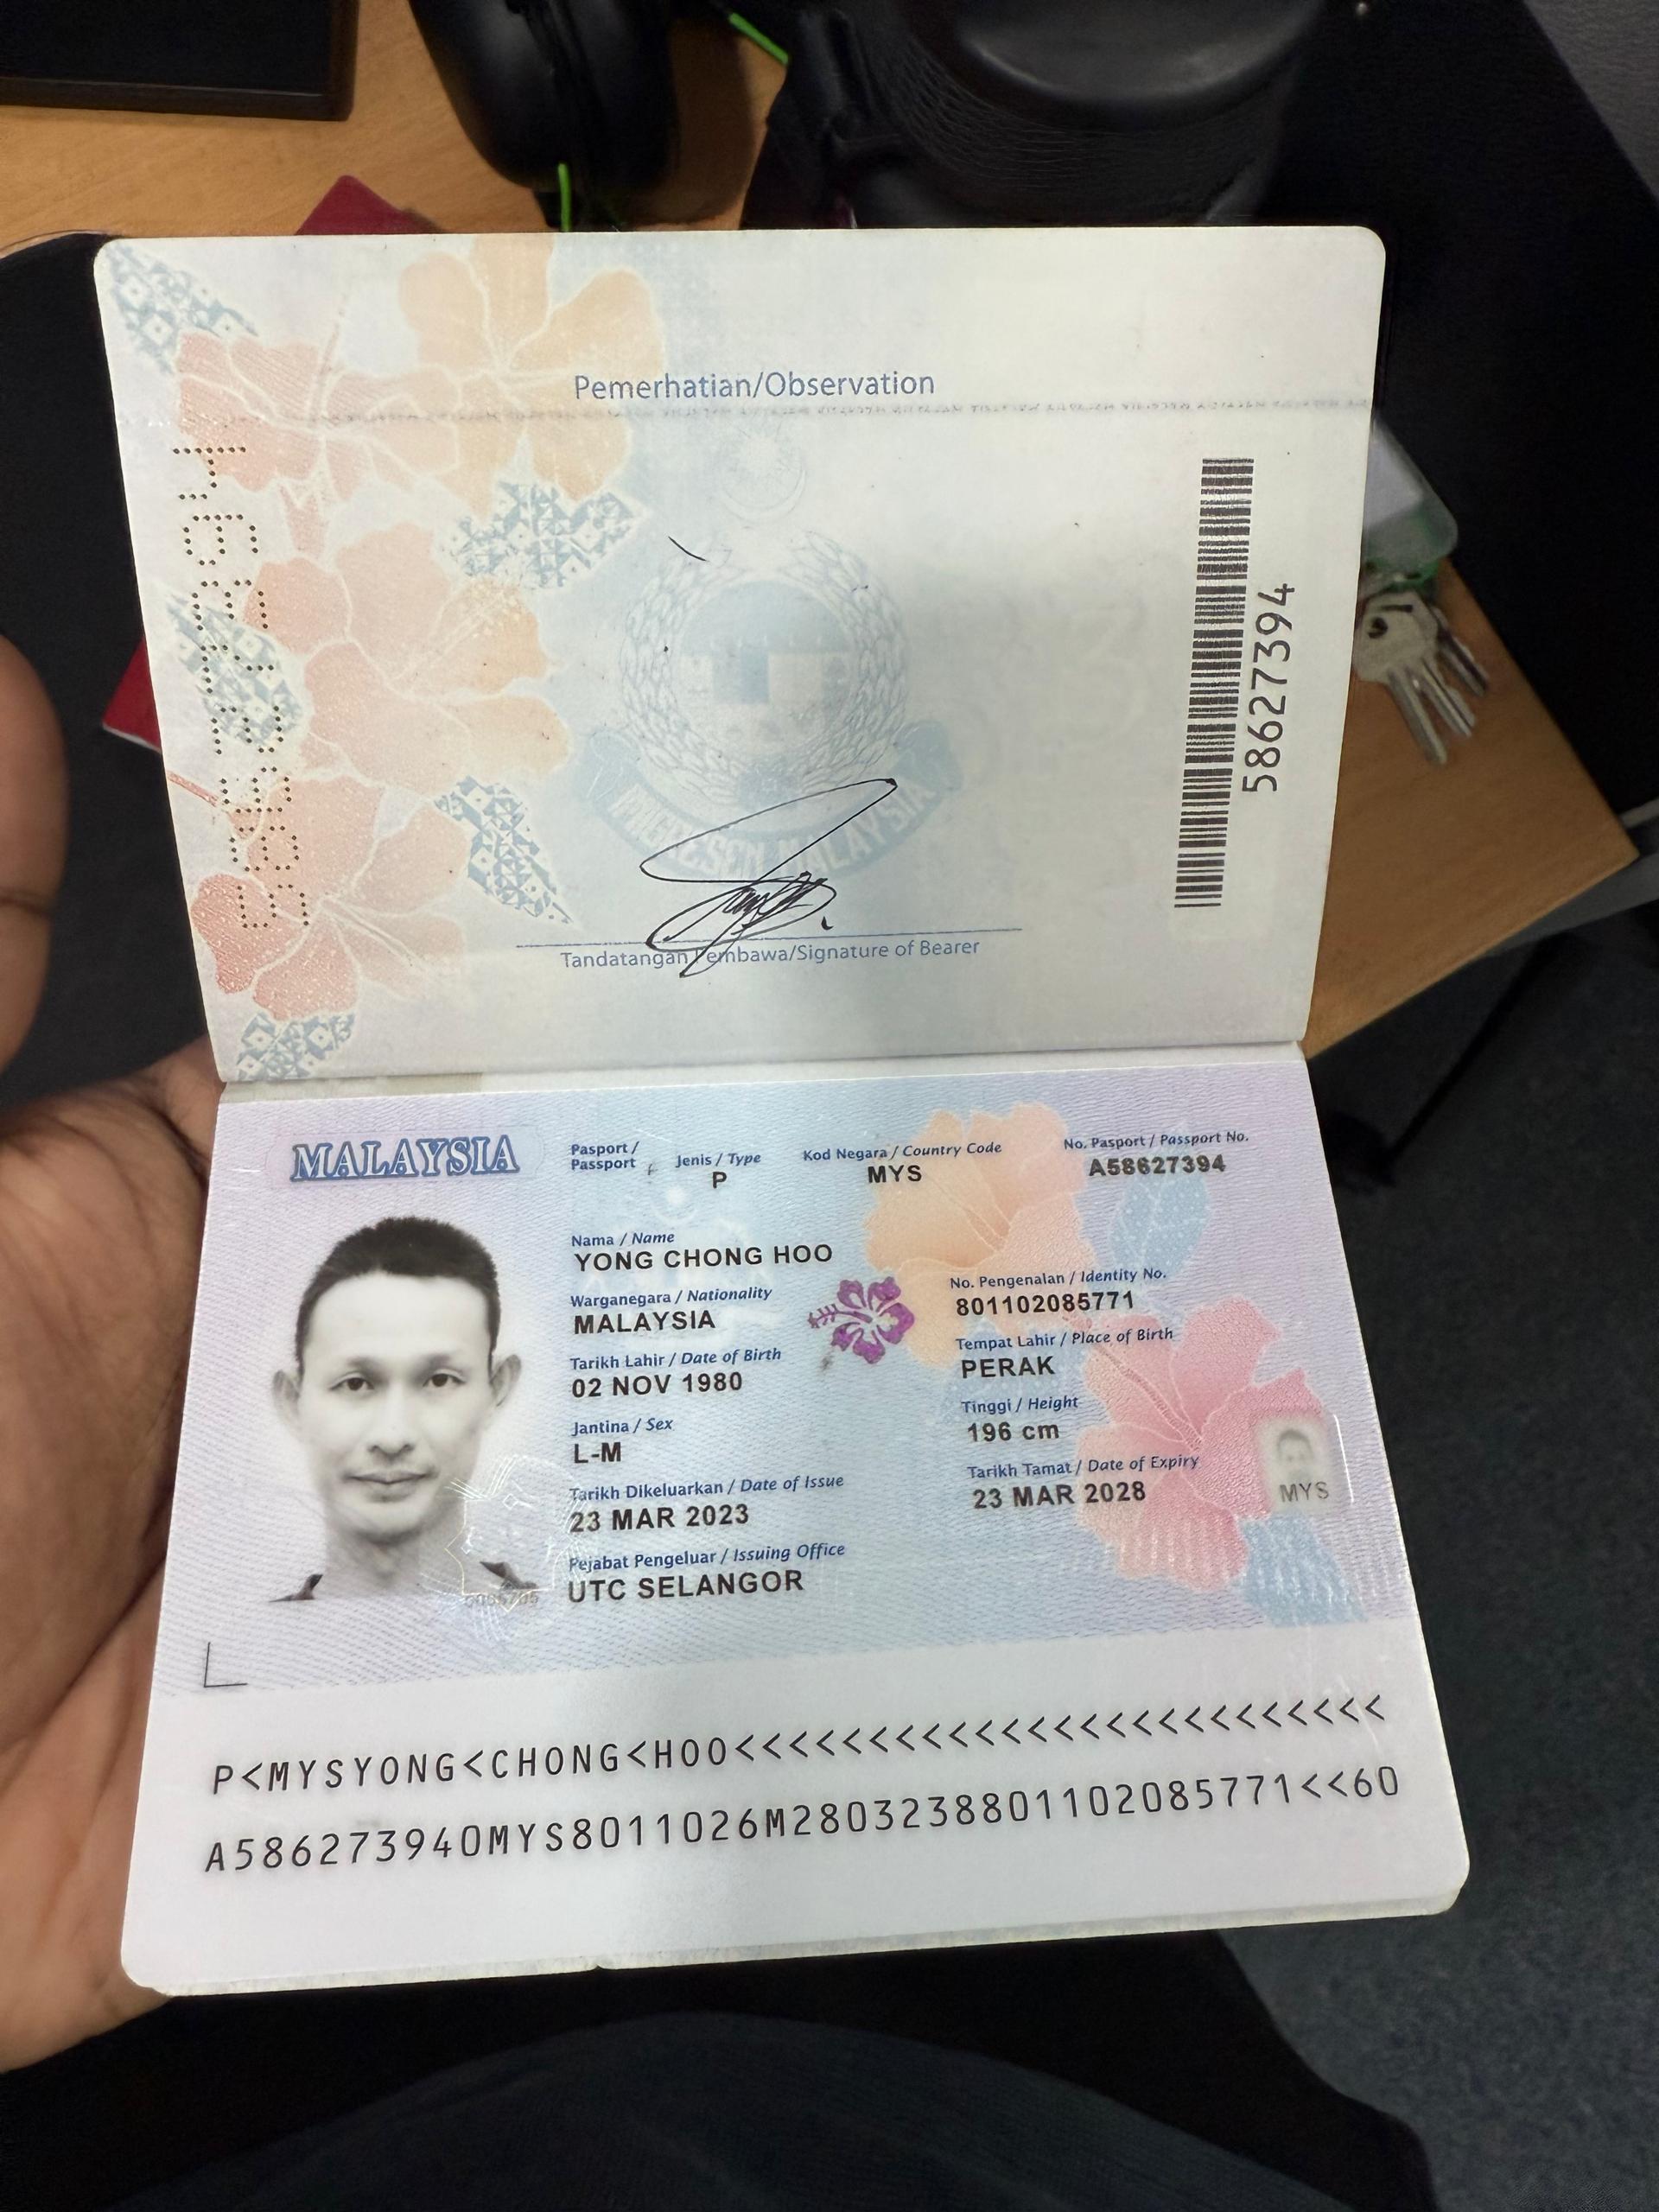 Pemerhatian/Observation
58627394
Tandatangan Pembawa/Signature of Bearer
MALAYSIA
Pasport /
Passport
Jenis / Type
P
Kod Negara / Country Code
MYS
No. Pasport / Passport No.
A58627394
Nama / Name
YONG CHONG HOO
Warganegara / Nationality
MALAYSIA
No. Pengenalan / Identity No.
801102085771
Tarikh Lahir / Date of Birth
02 NOV 1980
Tempat Lahir / Place of Birth
PERAK
Jantina / Sex
L-M
Tinggi / Height
196 cm
Tarikh Dikeluarkan / Date of Issue
23 MAR 2023
Tarikh Tamat / Date of Expiry
23 MAR 2028
MYS
Pejabat Pengeluar / Issuing Office
UTC SELANGOR
P<MYSYONG<CHONG<HOO<<<<<<<<<<<<<<<<<<<<<<<<<
A586273940MYS8011026M2803238801102085771<<60